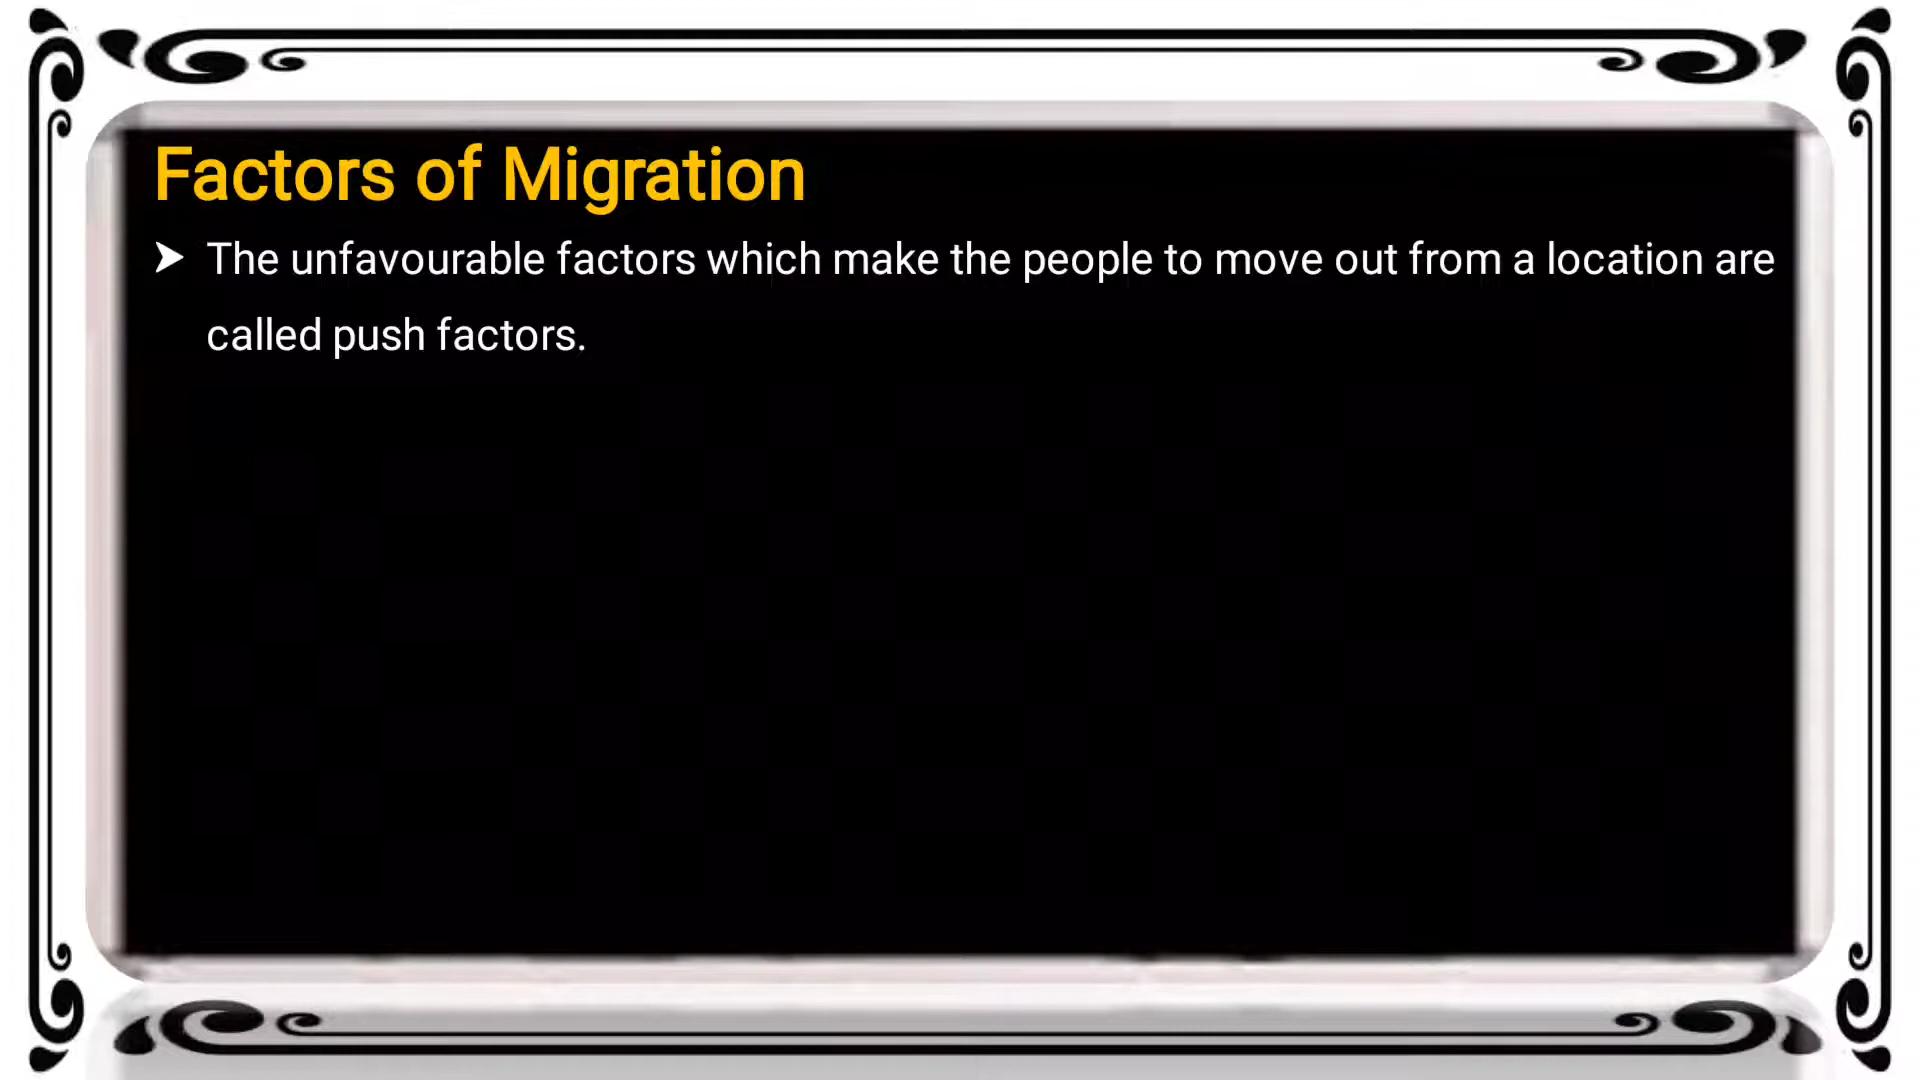 Factors of Migration
➤ The unfavourable factors which make the people to move out from a location are
called push factors.